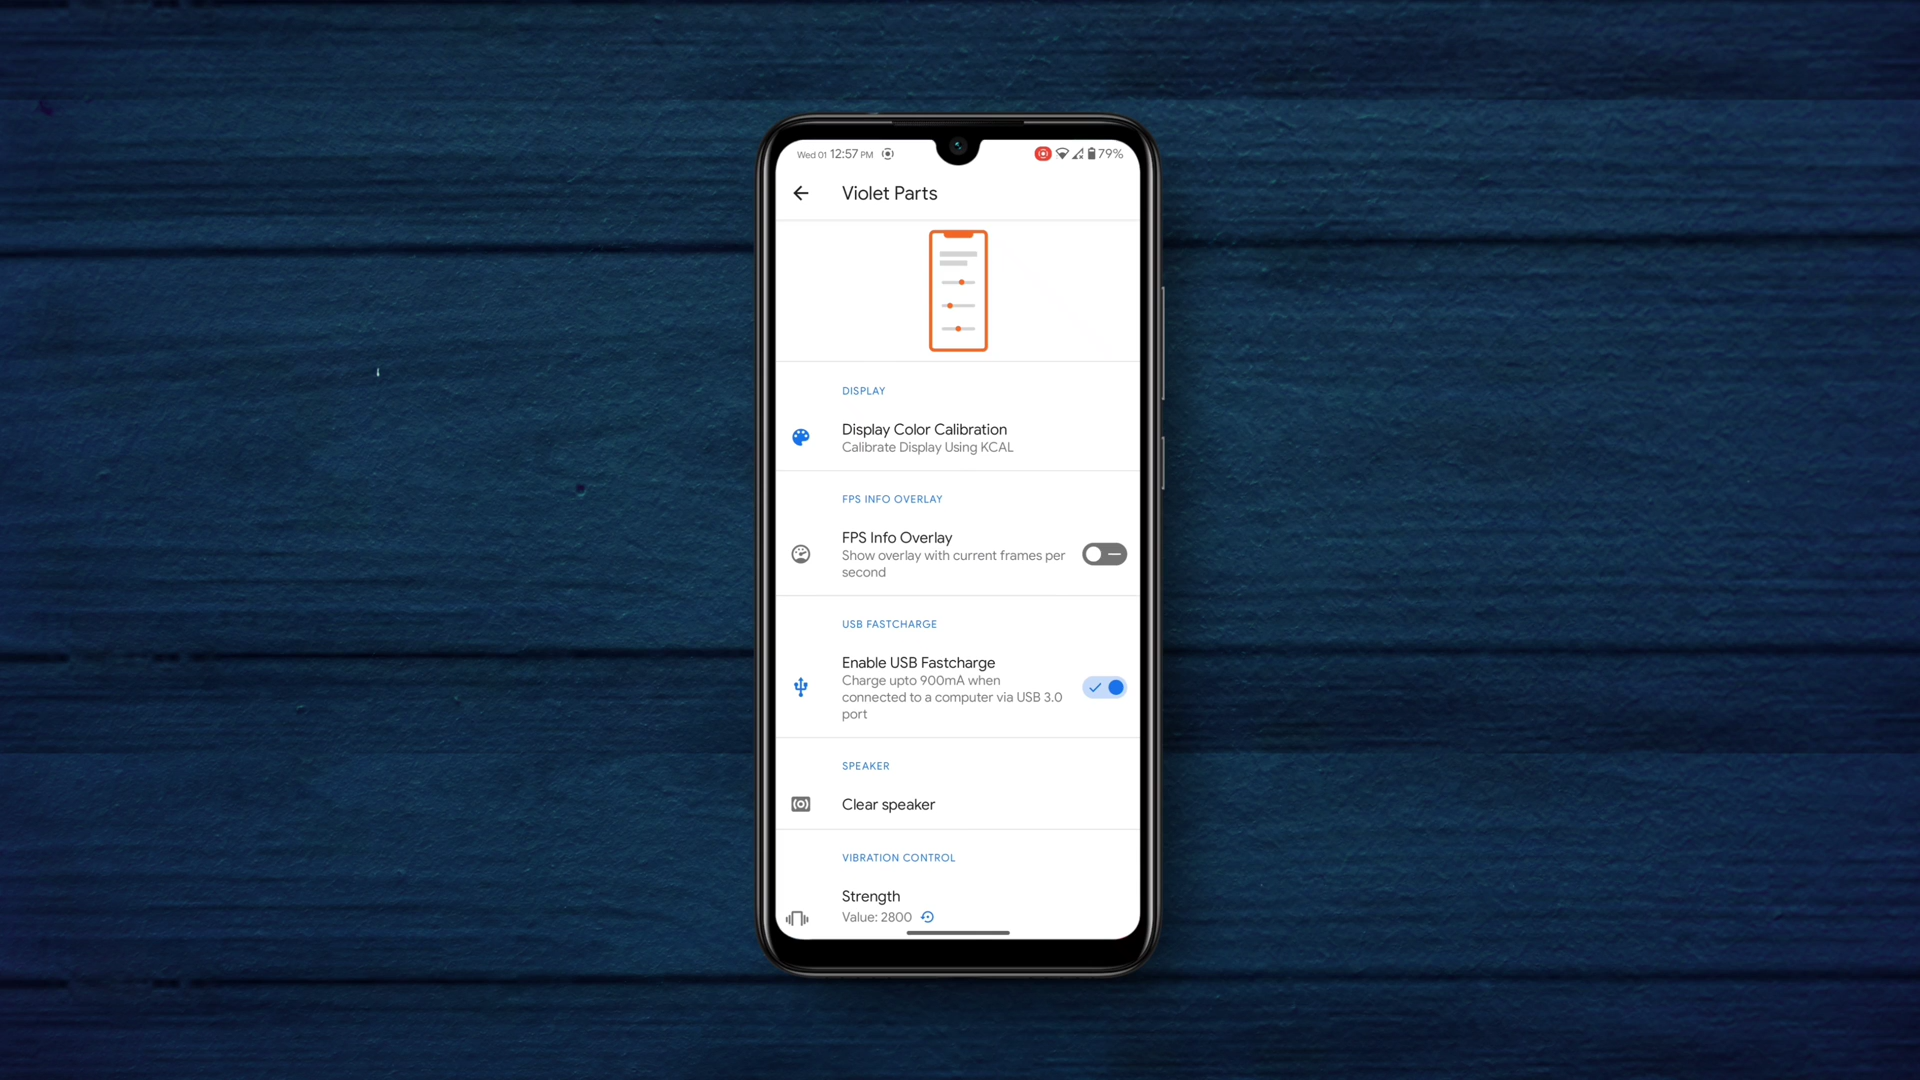 Wed 01 12:57 PM 79%
Violet Parts
DISPLAY
Display Color Calibration
Calibrate Display Using KCAL
FPS INFO OVERLAY
FPS Info Overlay
Show overlay with current frames per
second
USB FASTCHARGE
Enable USB Fastcharge
Charge upto 900mA when
connected to a computer via USB 3.0
port
SPEAKER
Clear speaker
VIBRATION CONTROL
Strength
Value: 2800